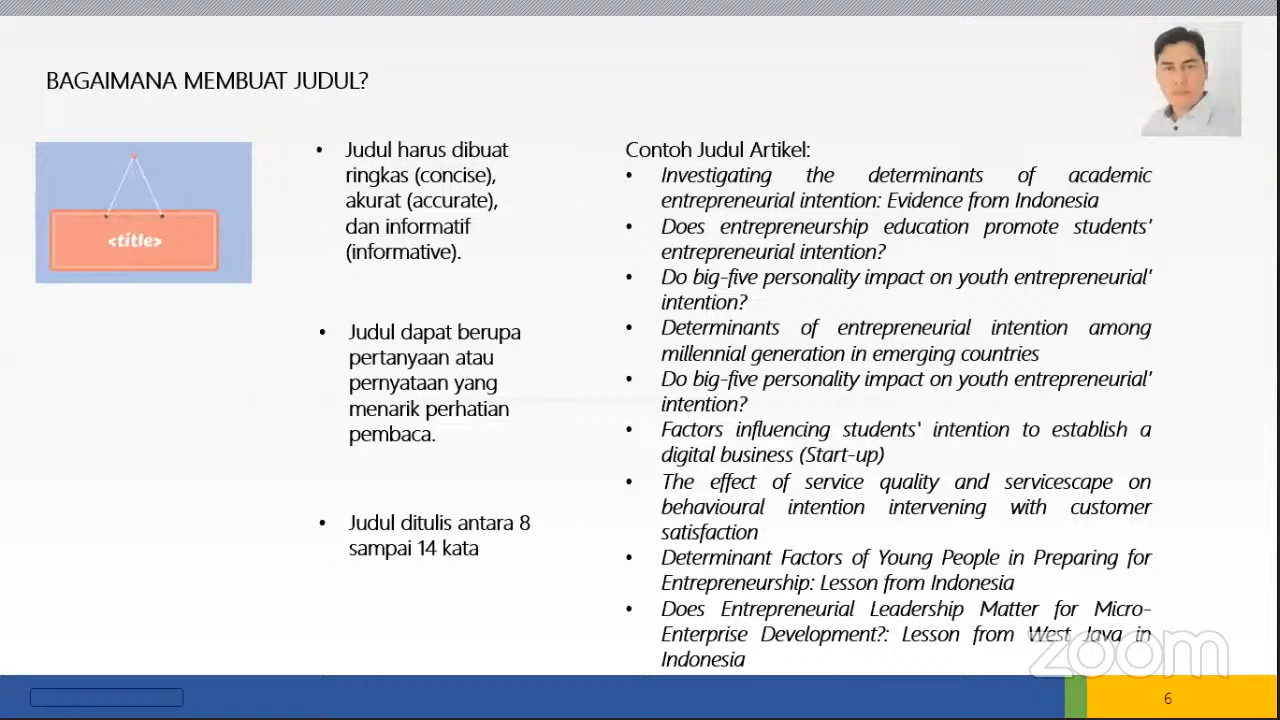 BAGAIMANA MEMBUAT JUDUL?
<title>
• Judul harus dibuat
ringkas (concise),
akurat (accurate),
dan informatif
(informative).
• Judul dapat berupa
pertanyaan atau
pernyataan yang
menarik perhatian
pembaca.
• Judul ditulis antara 8
sampai 14 kata
Contoh Judul Artikel:
• Investigating the determinants of academic
entrepreneurial intention: Evidence from Indonesia
• Does entrepreneurship education promote students'
entrepreneurial intention?
• Do big-five personality impact on youth entrepreneurial'
intention?
• Determinants of entrepreneurial intention among
millennial generation in emerging countries
• Do big-five personality impact on youth entrepreneurial'
intention?
• Factors influencing students' intention to establish a
digital business (Start-up)
• The effect of service quality and servicescape on
behavioural intention intervening with customer
satisfaction
• Determinant Factors of Young People in Preparing for
Entrepreneurship: Lesson from Indonesia
• Does Entrepreneurial Leadership Matter for Micro-
Enterprise Development?: Lesson from West Java in
Indonesia
zoom
6